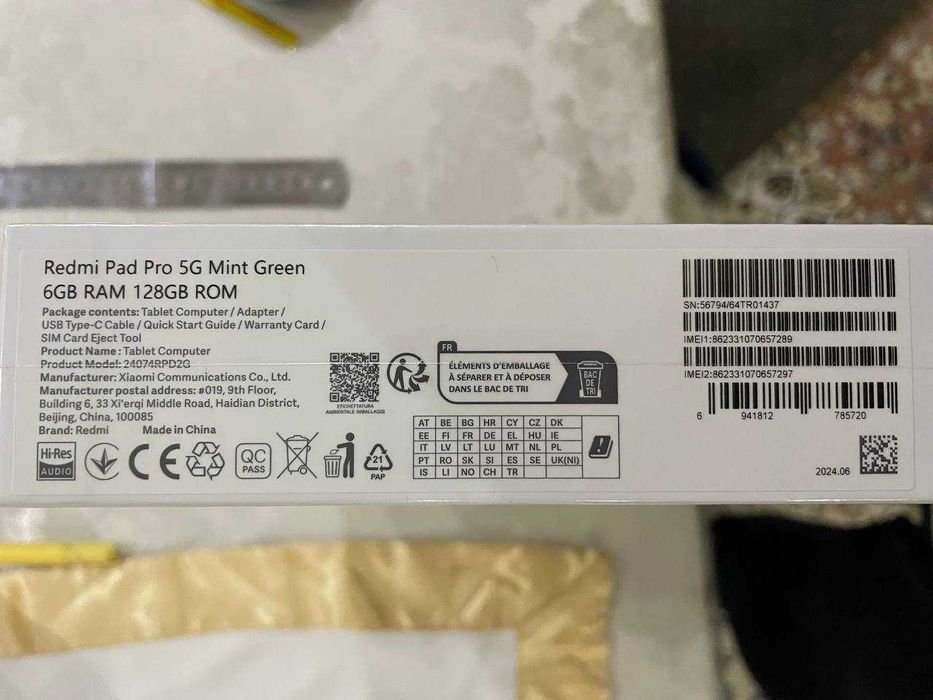 Redmi Pad Pro 5G Mint Green
6GB RAM 128GB ROM
Package contents: Tablet Computer / Adapter /
USB Type-C Cable / Quick Start Guide / Warranty Card /
SIM Card Eject Tool
Product Name : Tablet Computer
Product Model: 24074RPD2G
Manufacturer: Xiaomi Communications Co., Ltd.
Manufacturer postal address: #019, 9th Floor,
Building 6, 33 Xi'erqi Middle Road, Haidian District,
Beijing, China, 100085
Brand: Redmi Made in China
Hi-Res
AUDIO
CE
QC
PASS
21
PAP
ETICHETTATURA
AMBIENTALE IMBALLAGGI
FR
ÉLÉMENTS D'EMBALLAGE
À SÉPARER ET À DÉPOSER
DANS LE BAC DE TRI
BAC
DE
TRI
AT BE BG HR CY CZ DK
EE FI FR DE EL HU IE
IT LV LT LU MT NL PL
PT RO SK SI ES SE UK(NI)
IS LI NO CH TR
SN:56794/64TR01437
IMEI1:862331070657289
IMEI2:862331070657297
6 941812 785720
2024.06